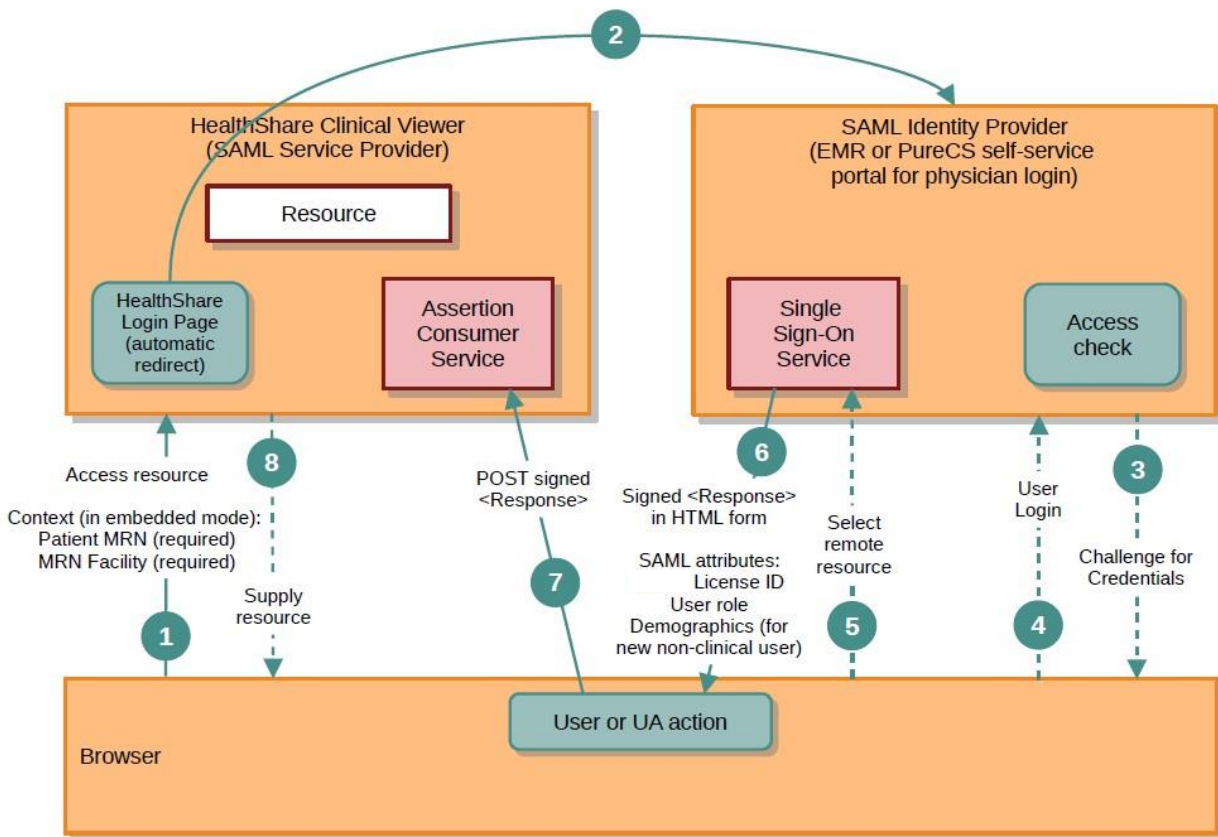 2
HealthShare Clinical Viewer
(SAML Service Provider)
Resource
HealthShare
Login Page
(automatic
redirect)
Assertion
Consumer
Service
SAML Identity Provider
(EMR or PureCS self-service
portal for physician login)
Single
Sign-On
Service
Access
check
Access resource
Context (in embedded mode):
Patient MRN (required)
MRN Facility (required)
1
8
Supply
resource
POST signed
<Response>
7
6
Signed <Response>
in HTML form
SAML attributes:
License ID
User role
Demographics (for
new non-clinical user)
Select
remote
resource
5
User
Login
4
3
Challenge for
Credentials
User or UA action
Browser